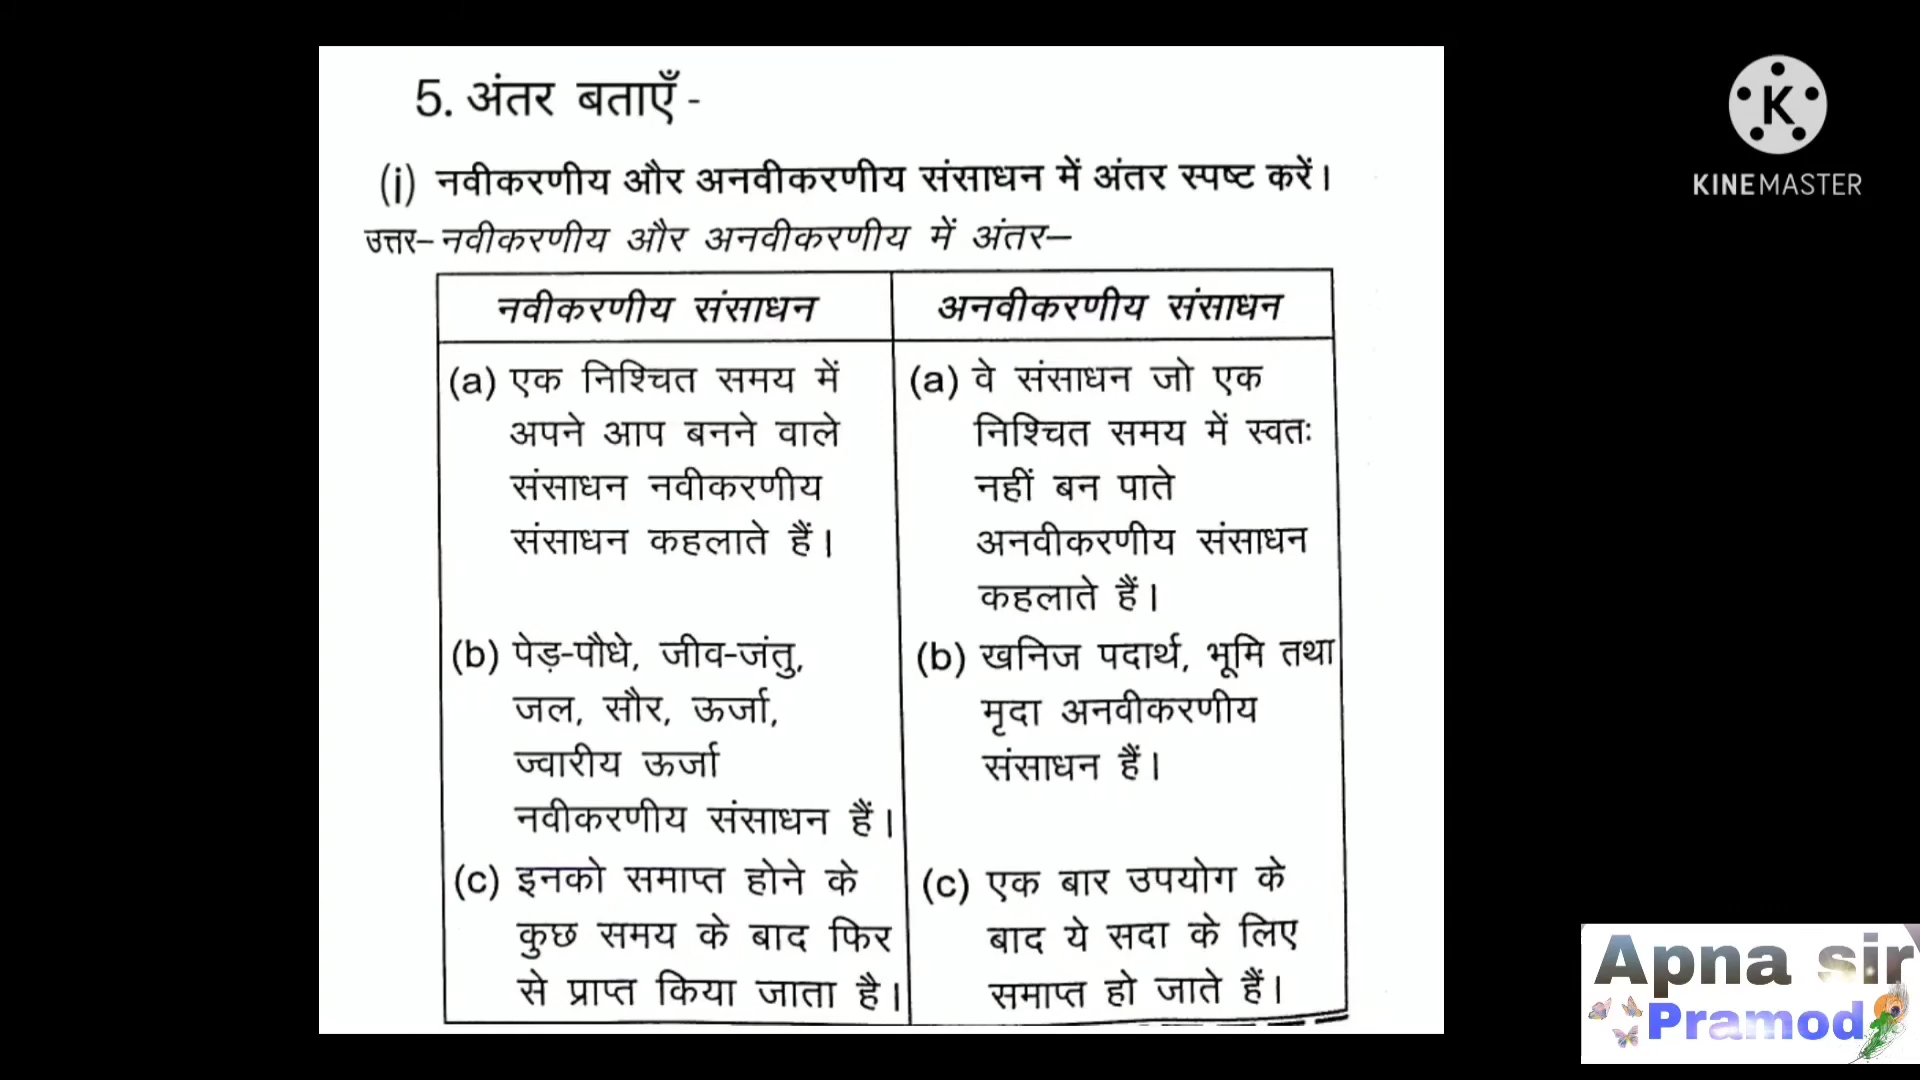 5. अंतर बताएँ -
(i) नवीकरणीय और अनवीकरणीय संसाधन में अंतर स्पष्ट करें।
उत्तर– नवीकरणीय और अनवीकरणीय में अंतर–
नवीकरणीय संसाधन
(a) एक निश्चित समय में
अपने आप बनने वाले
संसाधन नवीकरणीय
संसाधन कहलाते हैं।
(b) पेड़-पौधे, जीव-जंतु,
जल, सौर, ऊर्जा,
ज्वारीय ऊर्जा
नवीकरणीय संसाधन हैं।
(c) इनको समाप्त होने के
कुछ समय के बाद फिर
से प्राप्त किया जाता है।
अनवीकरणीय संसाधन
(a) वे संसाधन जो एक
निश्चित समय में स्वतः
नहीं बन पाते
अनवीकरणीय संसाधन
कहलाते हैं।
(b) खनिज पदार्थ, भूमि तथा
मृदा अनवीकरणीय
संसाधन हैं।
(c) एक बार उपयोग के
बाद ये सदा के लिए
समाप्त हो जाते हैं।
K
KINEMASTER
Apna sir
Pramod